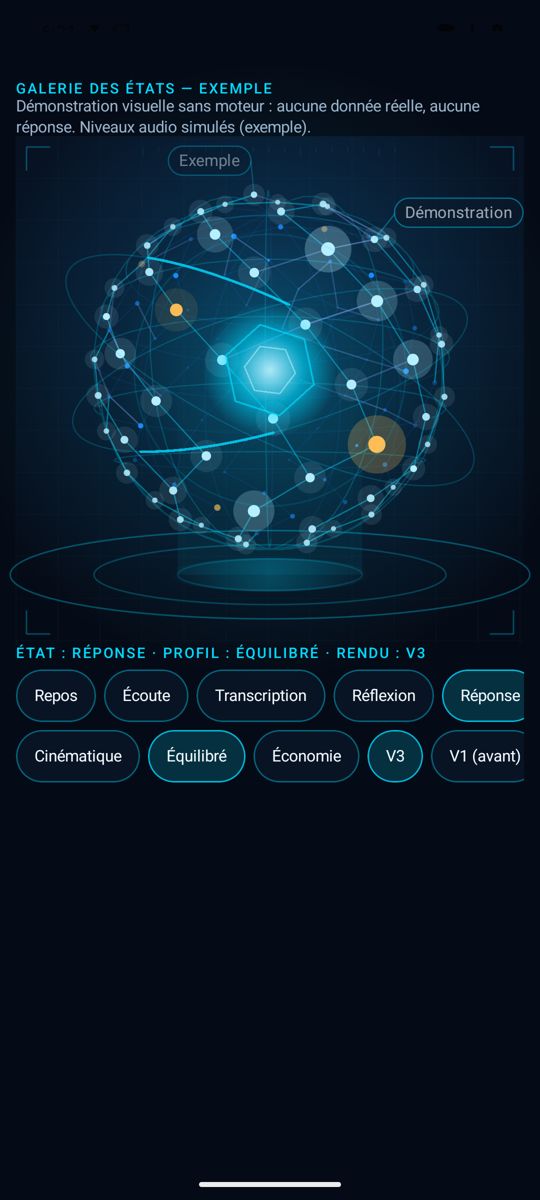 GALERIE DES ÉTATS — EXEMPLE
Démonstration visuelle sans moteur : aucune donnée réelle, aucune
réponse. Niveaux audio simulés (exemple).
Exemple
Démonstration
ÉTAT : RÉPONSE · PROFIL : ÉQUILIBRÉ · RENDU : V3
Repos Écoute Transcription Réflexion Réponse
Cinématique Équilibré Économie V3 V1 (avant)